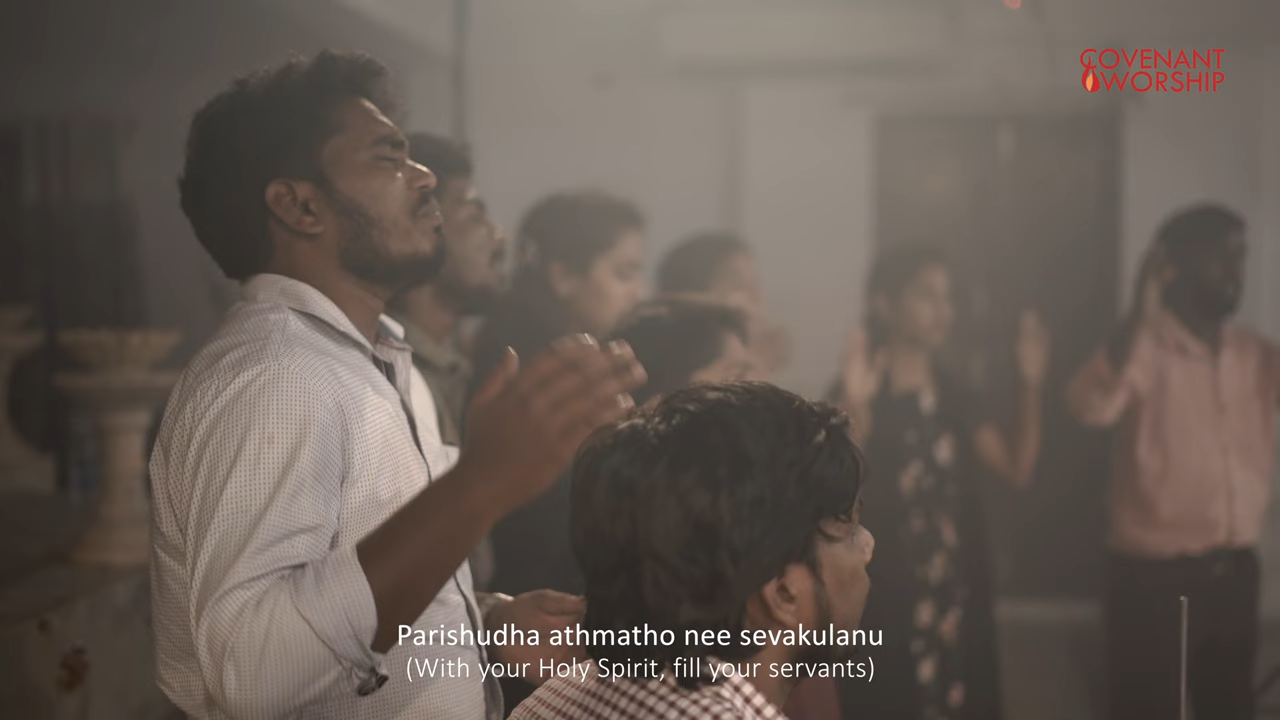 COVENANT
WORSHIP
Parishudha athmatho nee sevakulanu
(With your Holy Spirit, fill your servants)